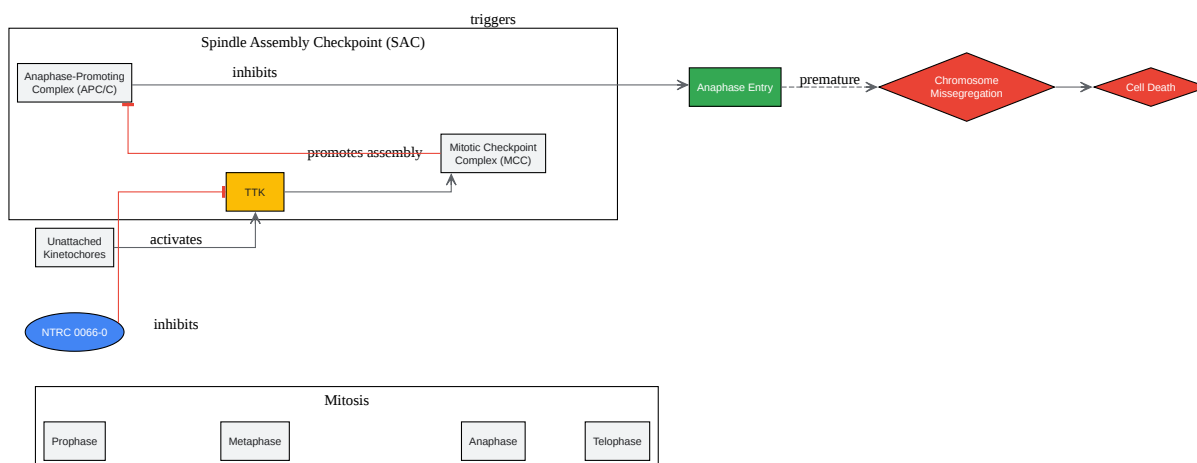 triggers
Spindle Assembly Checkpoint (SAC)
Anaphase-Promoting
Complex (APC/C)
inhibits
Anaphase Entry
premature
Chromosome
Missegregation
Cell Death
promotes assembly
Mitotic Checkpoint
Complex (MCC)
TTK
Unattached
Kinetochores
activates
NTRC 0066-0
inhibits
Mitosis
Prophase
Metaphase
Anaphase
Telophase